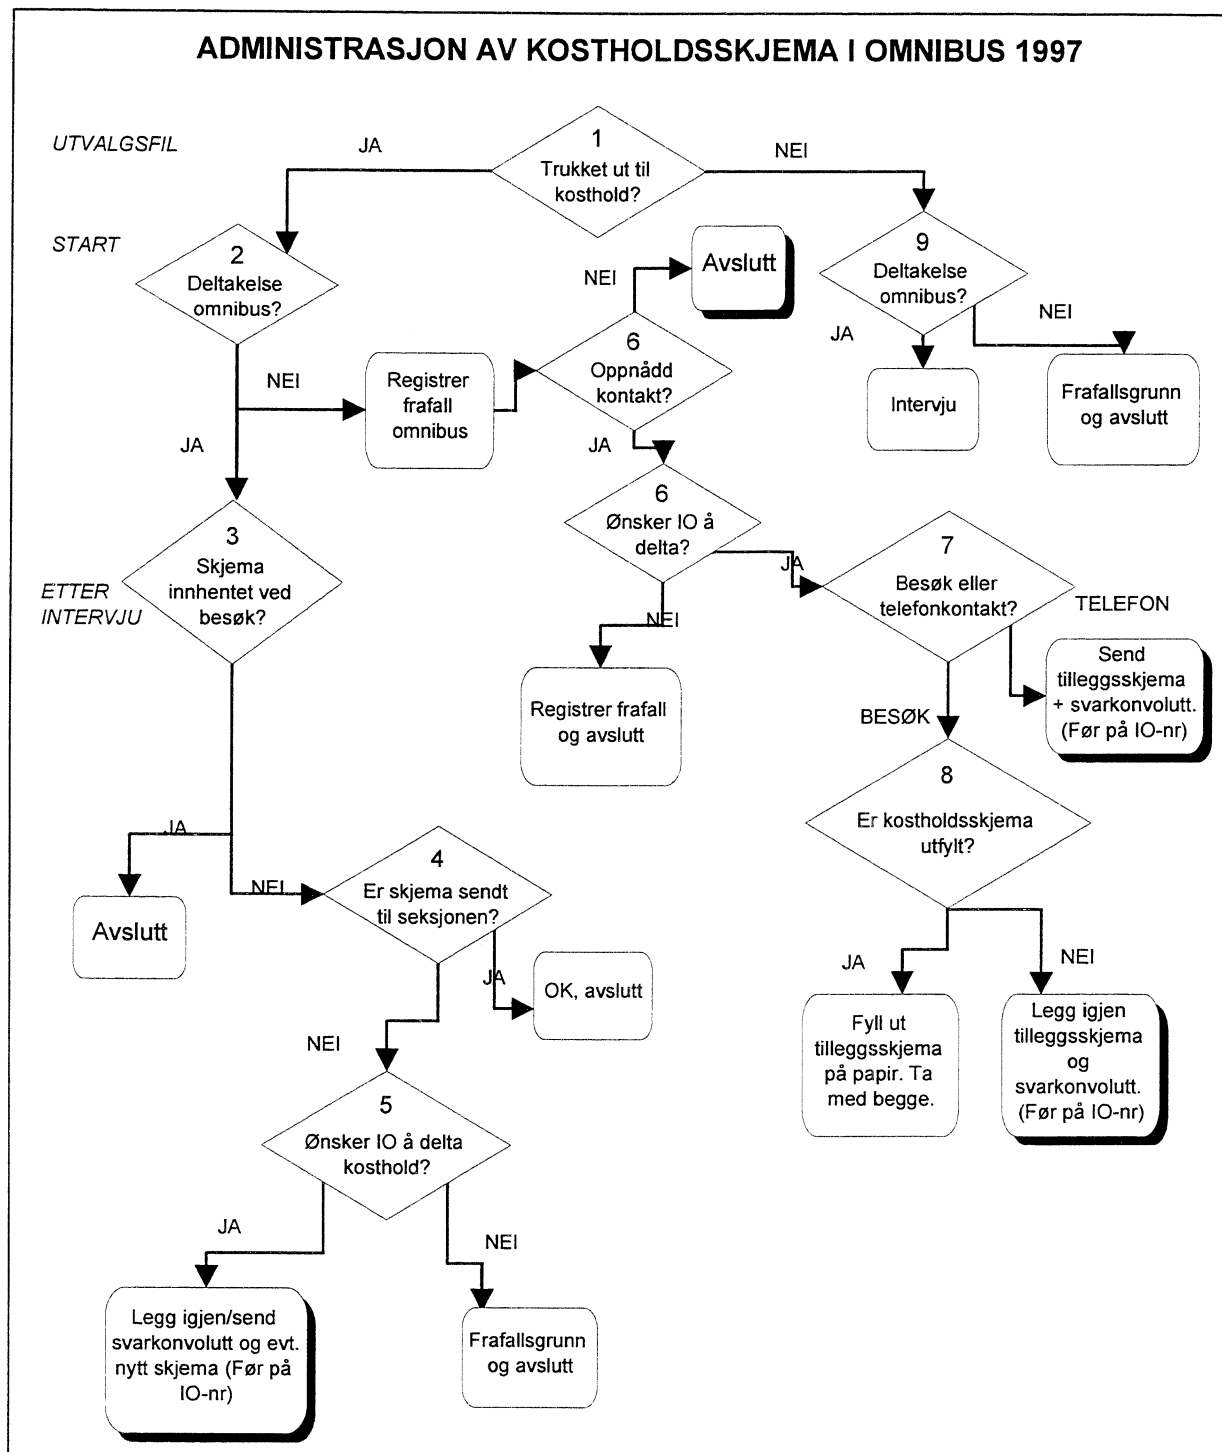 ADMINISTRASJON AV KOSTHOLDSSKJEMA I OMNIBUS 1997
UTVALGSFIL
JA
1
Trukket ut til
kosthold?
NEI
START
2
Deltakelse
omnibus?
NEI
Avslutt
9
Deltakelse
omnibus?
JA
NEI
NEI
Registrer
frafall
omnibus
6
Oppnådd
kontakt?
Intervju
Frafallsgrunn
og avslutt
JA
JA
3
Skjema
innhentet ved
besøk?
6
Ønsker IO å
delta?
JA
7
Besøk eller
telefonkontakt?
TELEFON
ETTER
INTERVJU
NEI
Send
tilleggsskjema
+ svarkonvolutt.
(Før på IO-nr)
Registrer frafall
og avslutt
BESØK
8
Er kostholdsskjema
utfylt?
JA
NEI
4
Er skjema sendt
til seksjonen?
Avslutt
JA
OK, avslutt
JA
NEI
Fyll ut
tilleggsskjema
på papir. Ta
med begge.
Legg igjen
tilleggsskjema
og
svarkonvolutt.
(Før på IO-nr)
NEI
5
Ønsker IO å delta
kosthold?
JA
NEI
Legg igjen/send
svarkonvolutt og evt.
nytt skjema (Før på
IO-nr)
Frafallsgrunn
og avslutt